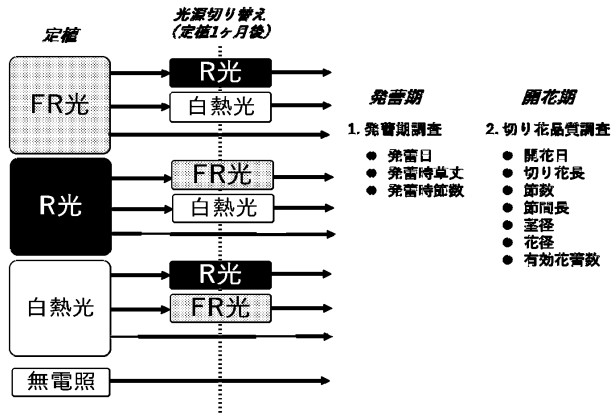 定植
光源切り替え
(定植1ヶ月後)
FR光
R光
白熱光
R光
FR光
白熱光
白熱光
R光
FR光
無電照
発蕾期
1. 発蕾期調査
● 発蕾日
● 発蕾時草丈
● 発蕾時節数
開花期
2. 切り花品質調査
● 開花日
● 切り花長
● 節数
● 節間長
● 茎径
● 花径
● 有効花蕾数